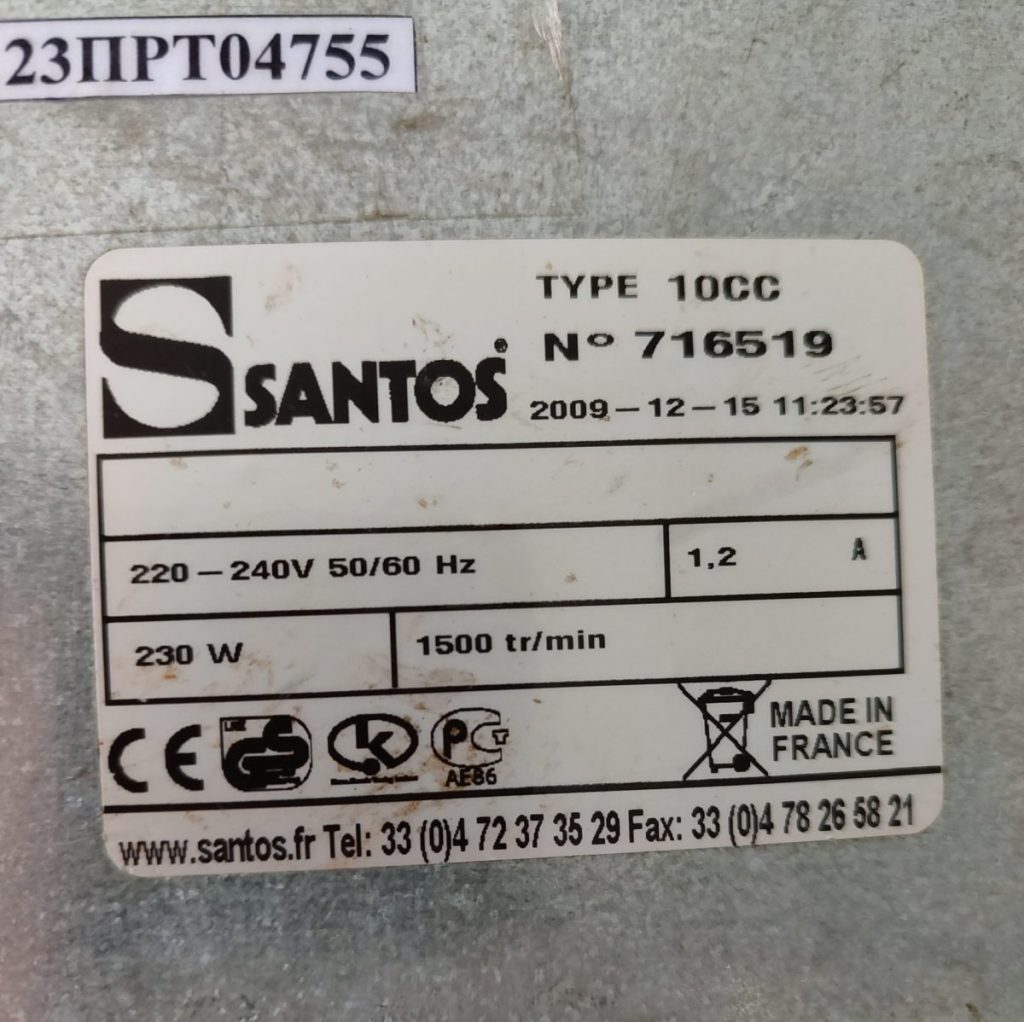 23ПРТ04755
TYPE 10CC
SANTOS®
N° 716519
2009-12-15 11:23:57
220-240V 50/60 Hz
1,2 A
230 W
1500 tr/min
CE
PCT
AE86
MADE IN
FRANCE
www.santos.fr Tel: 33 (0)4 72 37 35 29 Fax: 33 (0)4 78 26 58 21